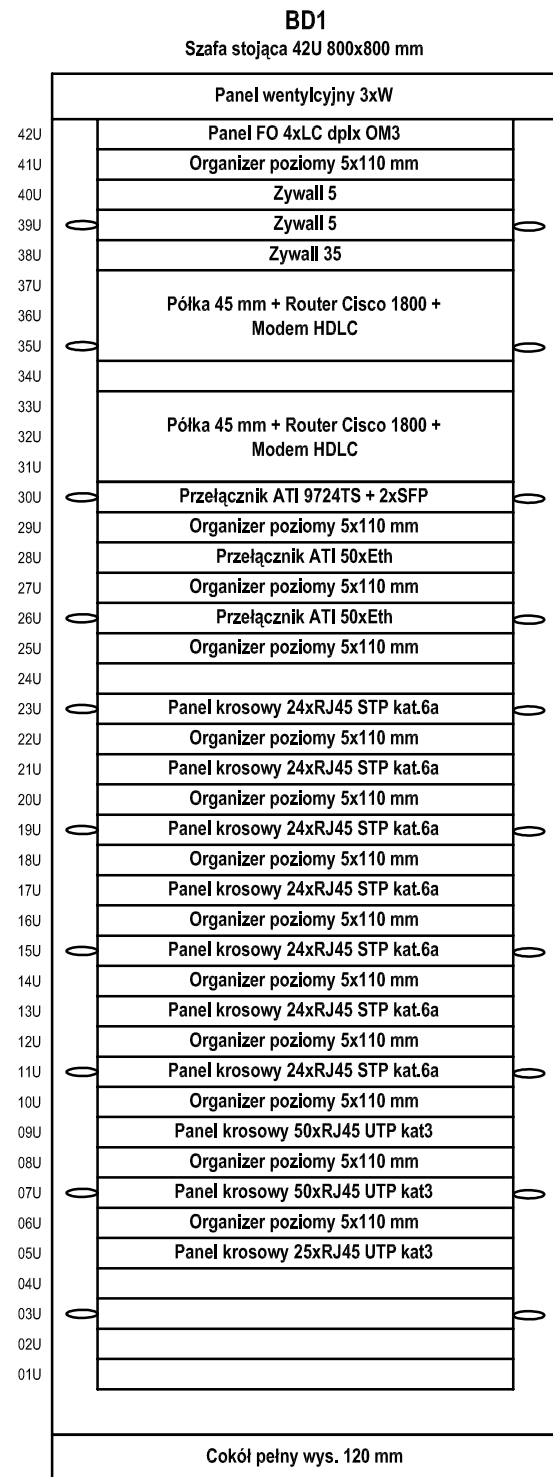 BD1
Szafa stojąca 42U 800x800 mm
Panel wentylcyjny 3xW
42U Panel FO 4xLC dplx OM3
41U Organizer poziomy 5x110 mm
40U Zywall 5
39U Zywall 5
38U Zywall 35
37U
36U Półka 45 mm + Router Cisco 1800 +
Modem HDLC
35U
34U
33U
32U Półka 45 mm + Router Cisco 1800 +
Modem HDLC
31U
30U Przełącznik ATI 9724TS + 2xSFP
29U Organizer poziomy 5x110 mm
28U Przełącznik ATI 50xEth
27U Organizer poziomy 5x110 mm
26U Przełącznik ATI 50xEth
25U Organizer poziomy 5x110 mm
24U
23U Panel krosowy 24xRJ45 STP kat.6a
22U Organizer poziomy 5x110 mm
21U Panel krosowy 24xRJ45 STP kat.6a
20U Organizer poziomy 5x110 mm
19U Panel krosowy 24xRJ45 STP kat.6a
18U Organizer poziomy 5x110 mm
17U Panel krosowy 24xRJ45 STP kat.6a
16U Organizer poziomy 5x110 mm
15U Panel krosowy 24xRJ45 STP kat.6a
14U Organizer poziomy 5x110 mm
13U Panel krosowy 24xRJ45 STP kat.6a
12U Organizer poziomy 5x110 mm
11U Panel krosowy 24xRJ45 STP kat.6a
10U Organizer poziomy 5x110 mm
09U Panel krosowy 50xRJ45 UTP kat3
08U Organizer poziomy 5x110 mm
07U Panel krosowy 50xRJ45 UTP kat3
06U Organizer poziomy 5x110 mm
05U Panel krosowy 25xRJ45 UTP kat3
04U
03U
02U
01U
Cokół pełny wys. 120 mm